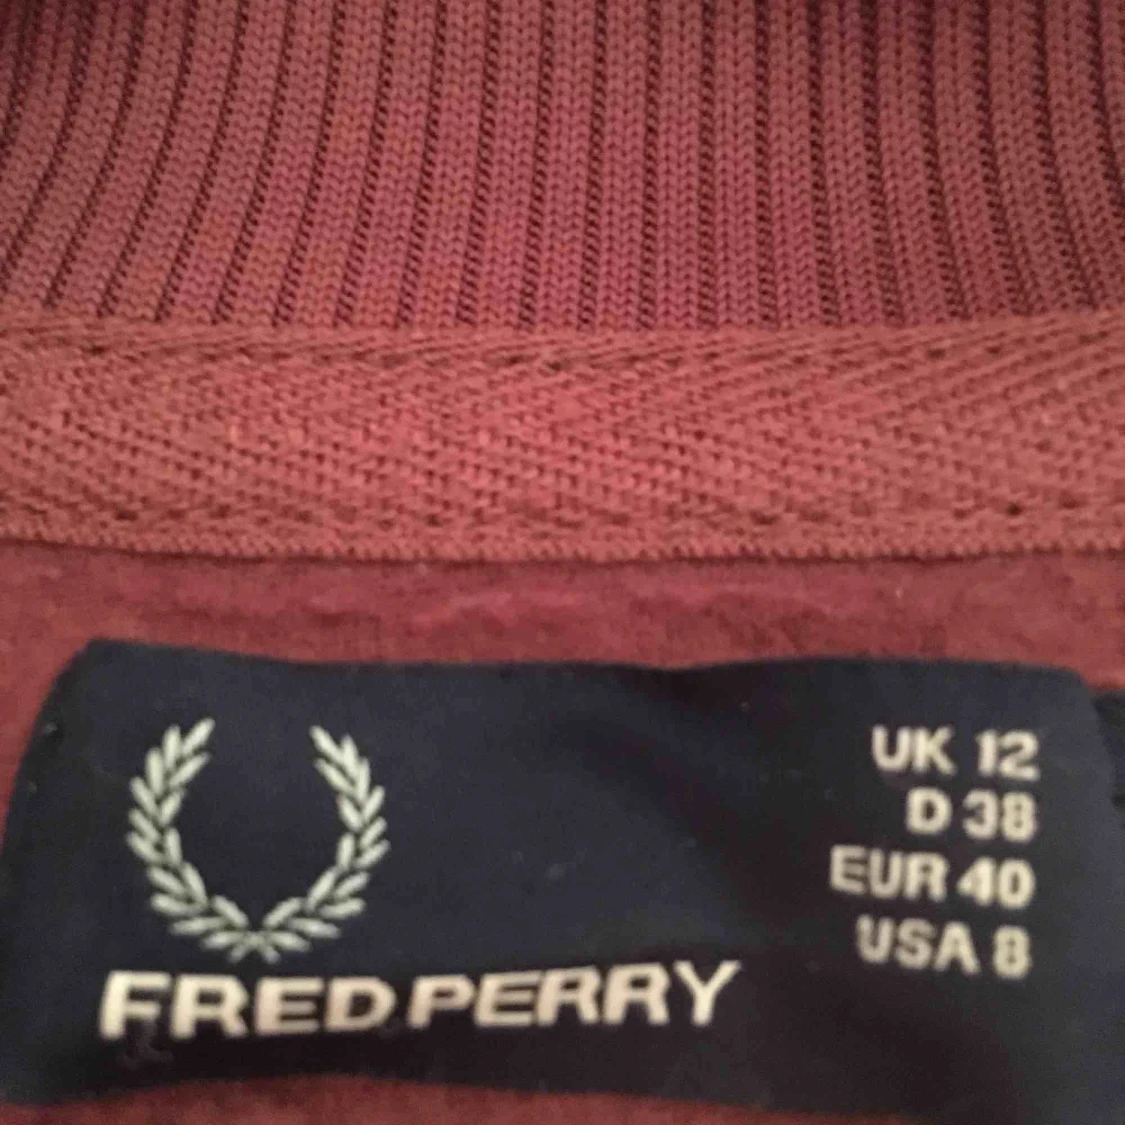 UK 12
D 38
EUR 40
USA 8
FRED PERRY